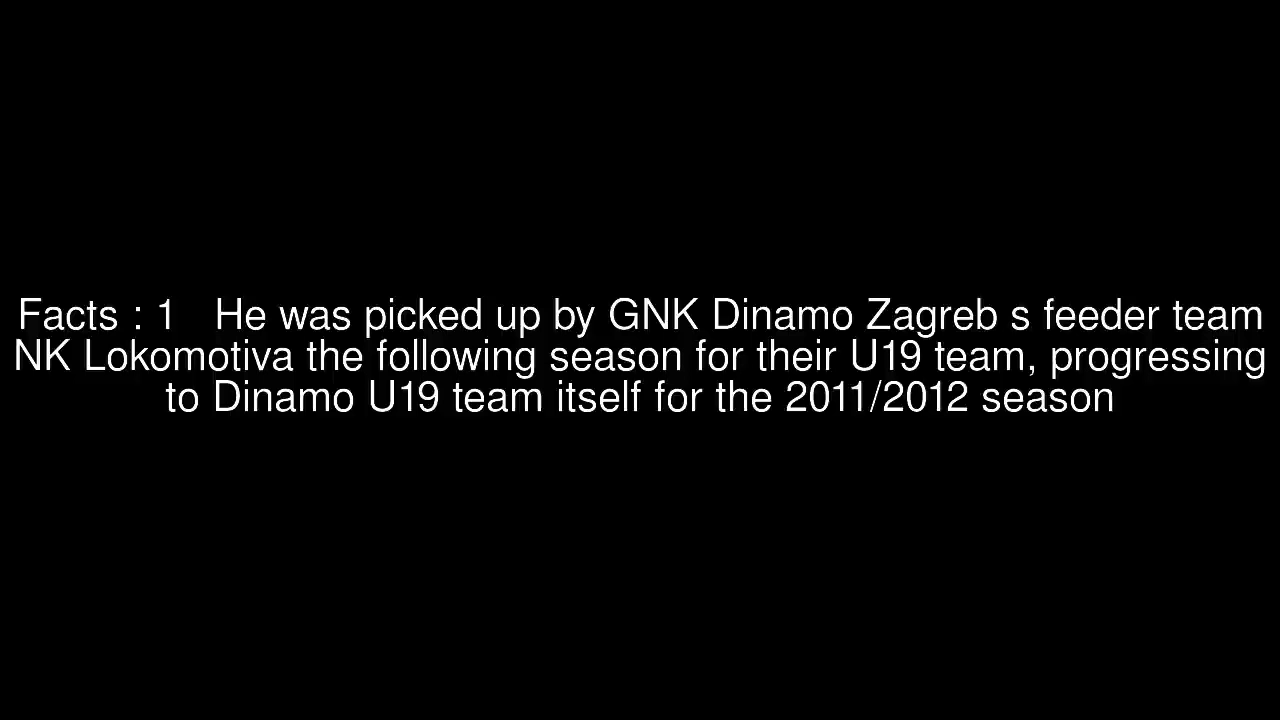 Facts : 1 He was picked up by GNK Dinamo Zagreb s feeder team
NK Lokomotiva the following season for their U19 team, progressing
to Dinamo U19 team itself for the 2011/2012 season